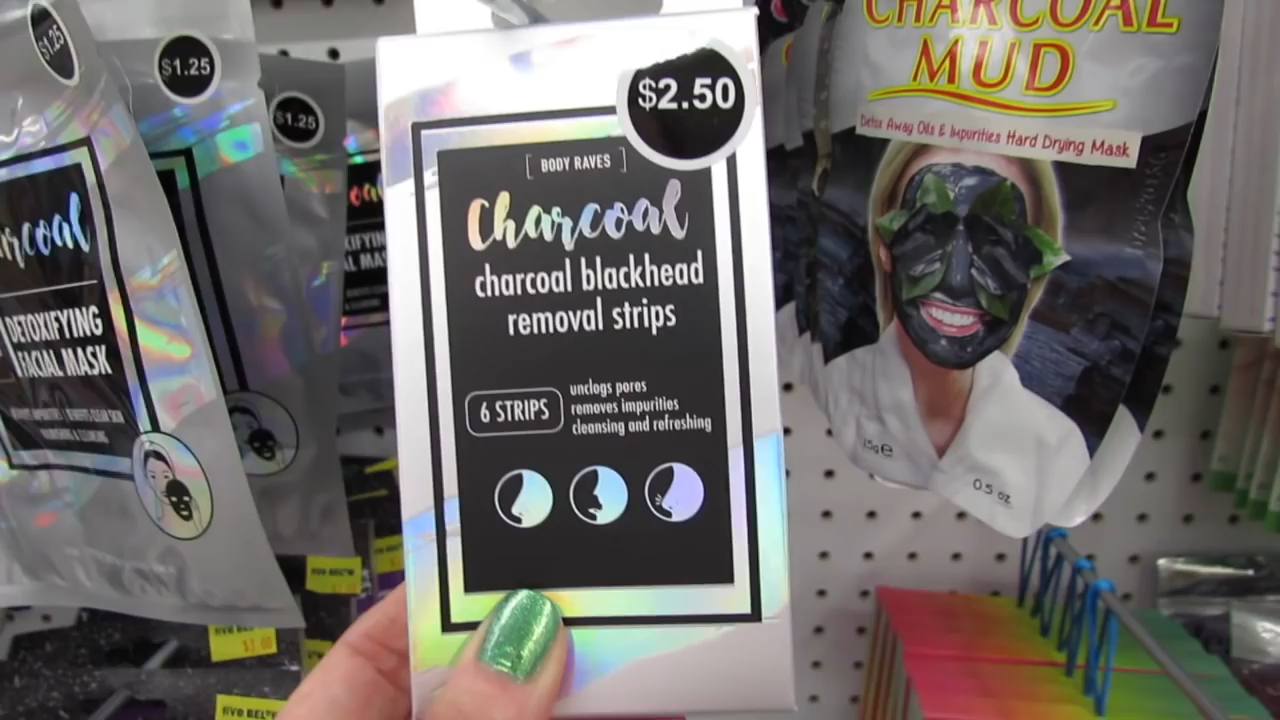 $1.25
$1.25
$1.25
rcoal
DETOXIFYING
FACIAL MASK
$2.50
[ BODY RAVES ]
Charcoal
charcoal blackhead
removal strips
6 STRIPS
unclogs pores
removes impurities
cleansing and refreshing
CHARCOAL
MUD
Detox Away Oils & Impurities Hard Drying Mask
15g e
0.5 oz